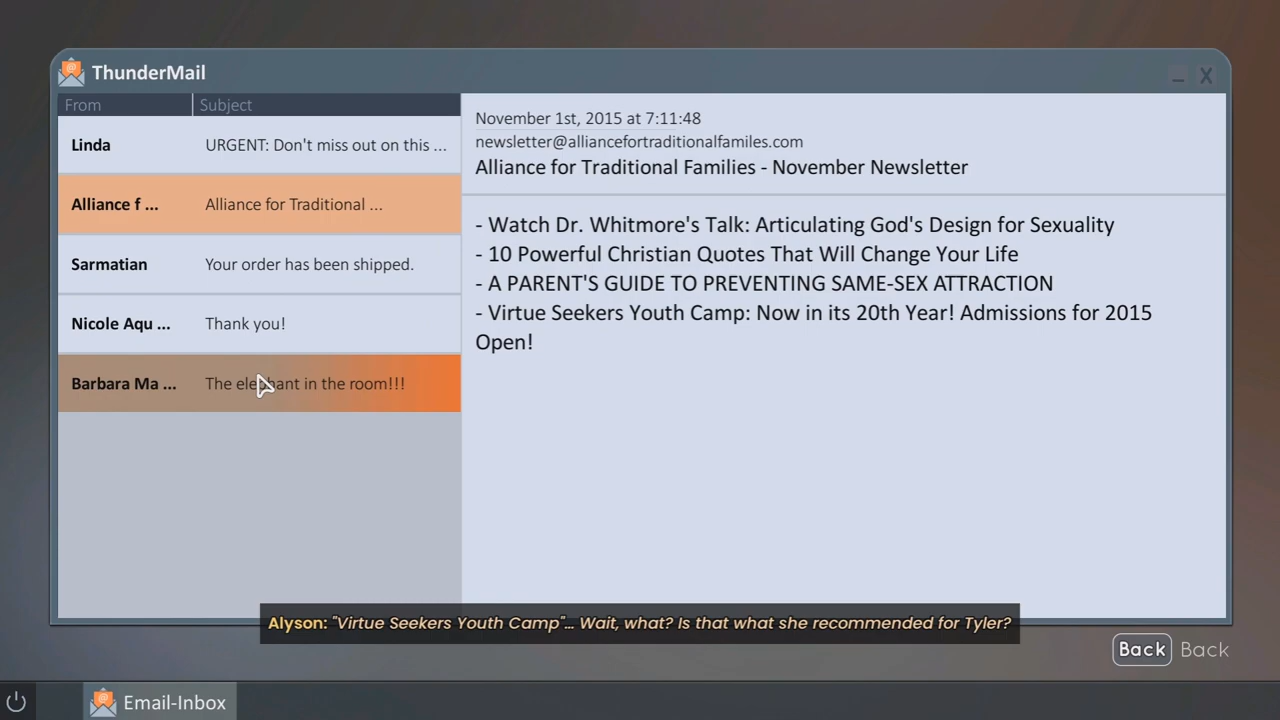 ThunderMail
From Subject
Linda URGENT: Don't miss out on this ...
Alliance f ... Alliance for Traditional ...
Sarmatian Your order has been shipped.
Nicole Aqu ... Thank you!
Barbara Ma ... The elephant in the room!!!
November 1st, 2015 at 7:11:48
newsletter@alliancefortraditionalfamiles.com
Alliance for Traditional Families - November Newsletter
- Watch Dr. Whitmore's Talk: Articulating God's Design for Sexuality
- 10 Powerful Christian Quotes That Will Change Your Life
- A PARENT'S GUIDE TO PREVENTING SAME-SEX ATTRACTION
- Virtue Seekers Youth Camp: Now in its 20th Year! Admissions for 2015
Open!
Alyson: "Virtue Seekers Youth Camp"... Wait, what? Is that what she recommended for Tyler?
Back Back
Email-Inbox